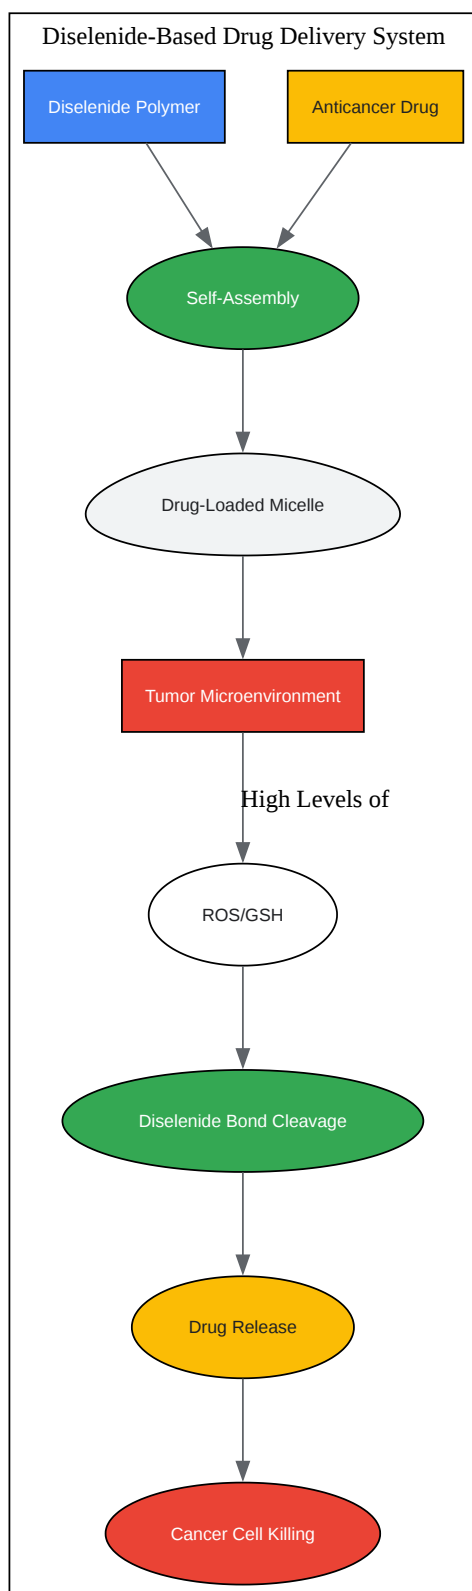 Diselenide-Based Drug Delivery System
Diselenide Polymer
Anticancer Drug
Self-Assembly
Drug-Loaded Micelle
Tumor Microenvironment
High Levels of
ROS/GSH
Diselenide Bond Cleavage
Drug Release
Cancer Cell Killing